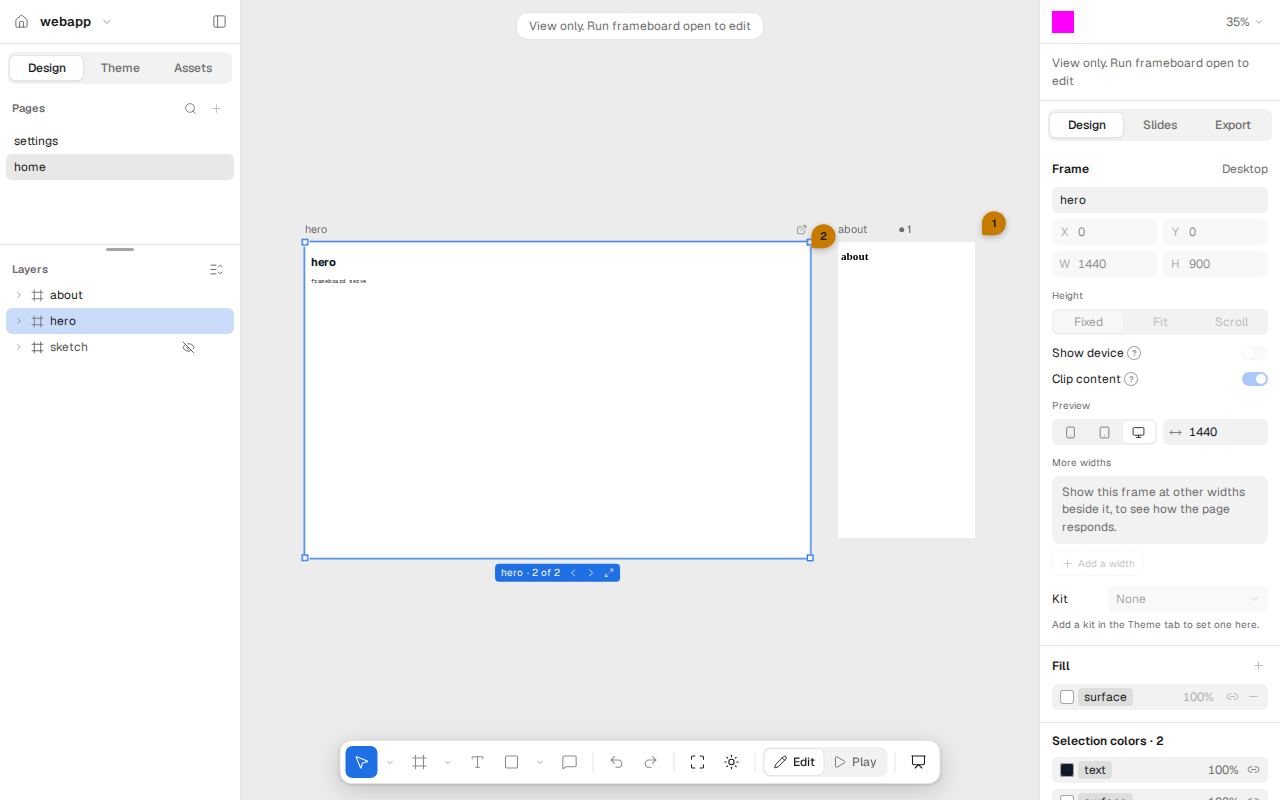 webapp
Design
Theme
Assets
Pages
settings
home
Layers
about
hero
sketch
View only. Run frameboard open to edit
hero
2
about
1
1
hero
frameboard serve
about
hero · 2 of 2
Edit
Play
35%
View only. Run frameboard open to
edit
Design
Slides
Export
Frame
Desktop
hero
X 0
Y 0
W 1440
H 900
Height
Fixed
Fit
Scroll
Show device ?
Clip content ?
Preview
1440
More widths
Show this frame at other widths
beside it, to see how the page
responds.
Add a width
Kit
None
Add a kit in the Theme tab to set one here.
Fill
surface
100%
Selection colors · 2
text
100%
surface
100%